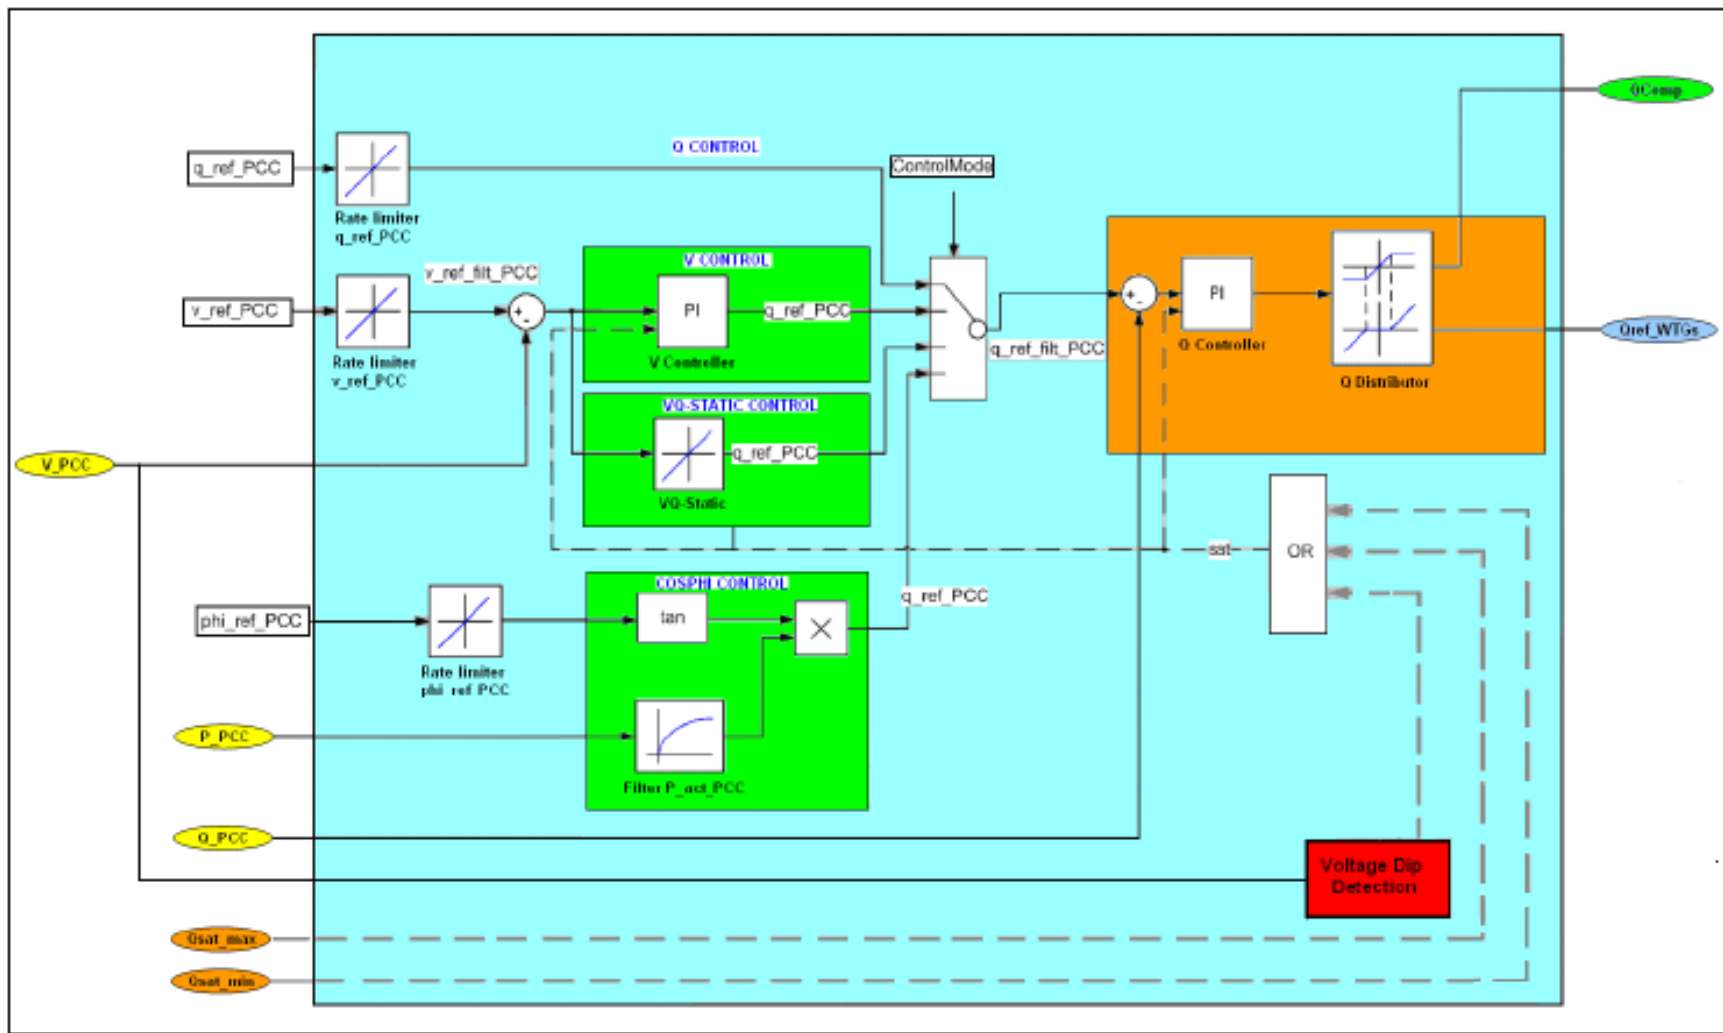 QComp
Q CONTROL
q_ref_PCC
ControlMode
Rate limiter
q_ref_PCC
V CONTROL
v_ref_filt_PCC
PI
q_ref_PCC
v_ref_PCC
V Controller
Rate limiter
v_ref_PCC
q_ref_filt_PCC
+
-
+
-
PI
Q Controller
Q Distributor
Qref_WTGs
VQ-STATIC CONTROL
q_ref_PCC
VQ-Static
V_PCC
sat
OR
COSPHI CONTROL
q_ref_PCC
phi_ref_PCC
tan
Rate limiter
phi_ref_PCC
P_PCC
Filter P_act_PCC
Q_PCC
Voltage Dip
Detection
Qsat_max
Qsat_min